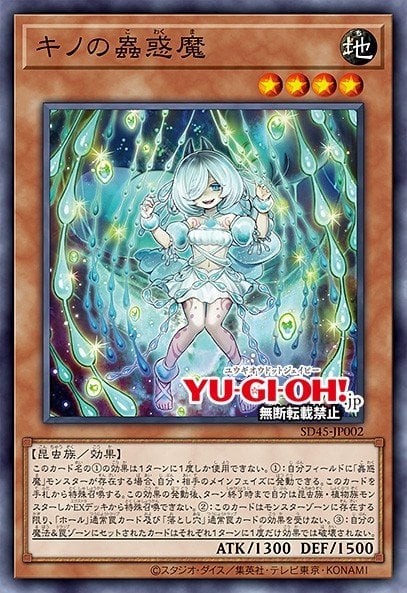 キノの蟲惑魔
こわくま
地
ち
ユウギオウドットジェイピー
YU-GI-OH!.jp
無断転載禁止
SD45-JP002
【昆虫族/効果】
このカード名の①の効果は1ターンに1度しか使用できない。①:自分フィールドに「蟲惑
魔」モンスターが存在する場合、自分・相手のメインフェイズに発動できる。このカードを
手札から特殊召喚する。この効果の発動後、ターン終了時まで自分は昆虫族・植物族モ
ンスターしかEXデッキから特殊召喚できない。②:このカードはモンスターゾーンに存在する
限り、「ホール」通常罠カード及び「落とし穴」通常罠カードの効果を受けない。③:自分の
魔法&罠ゾーンにセットされたカードはそれぞれ1ターンに1度だけ効果では破壊されない。
ATK/1300 DEF/1500
©スタジオ・ダイス/集英社・テレビ東京・KONAMI